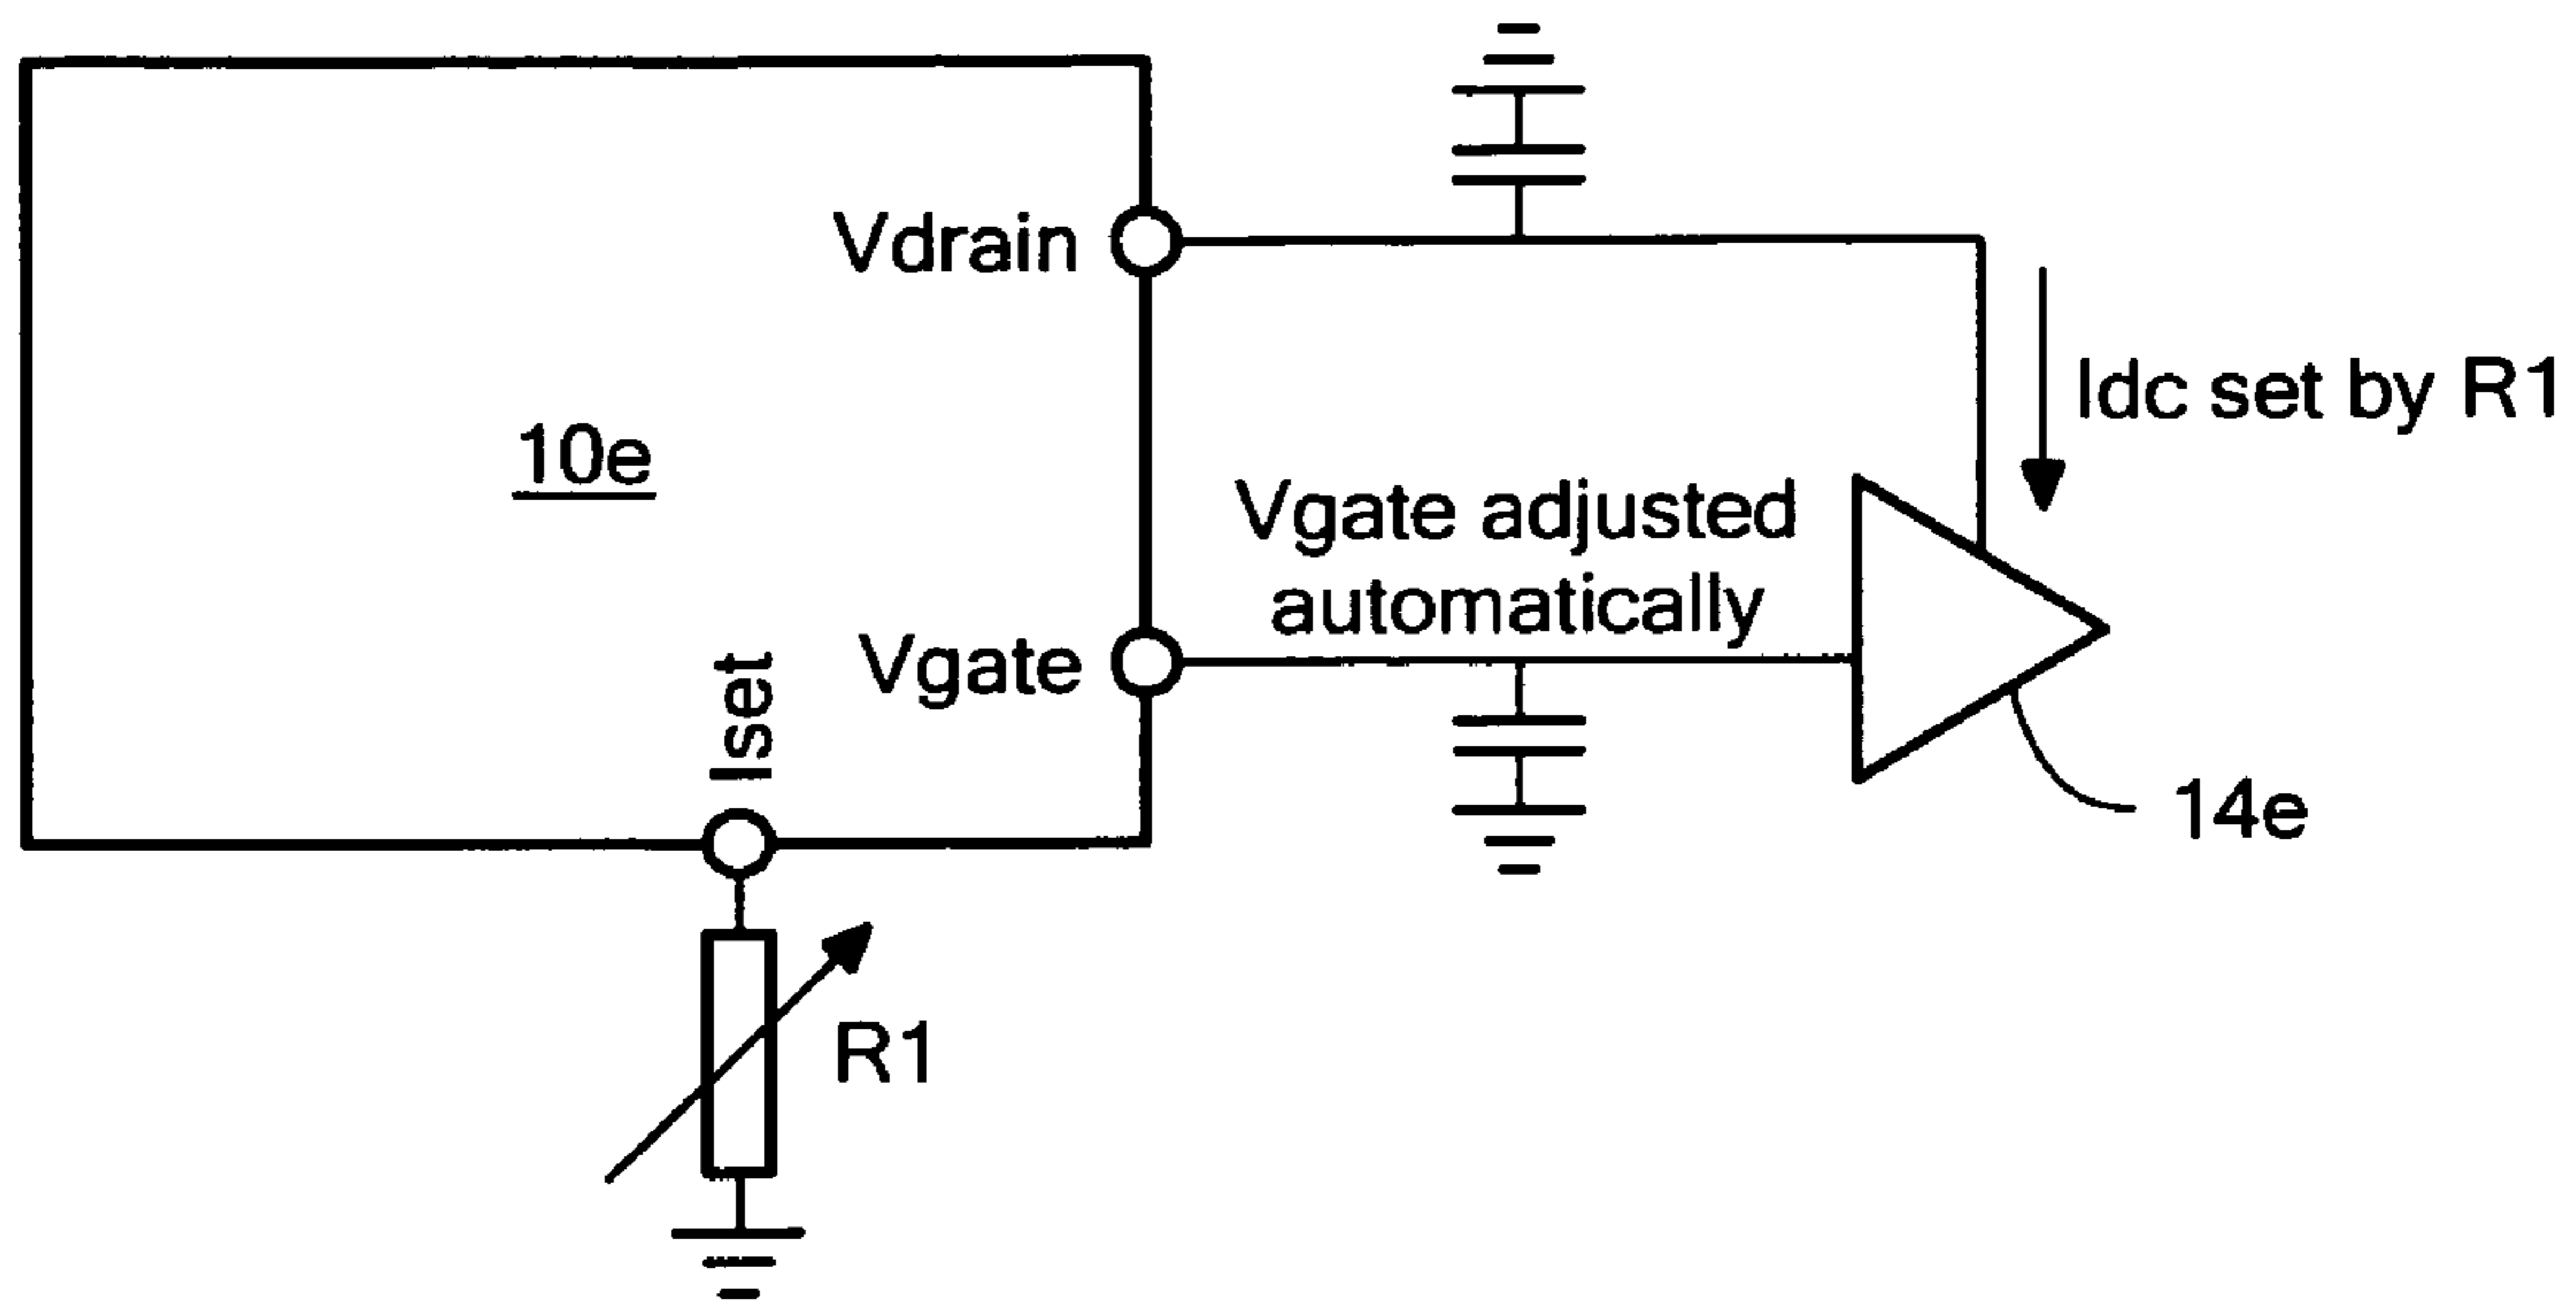 Vdrain
Idc set by R1
10e
Vgate adjusted
automatically
Vgate
Iset
14e
R1